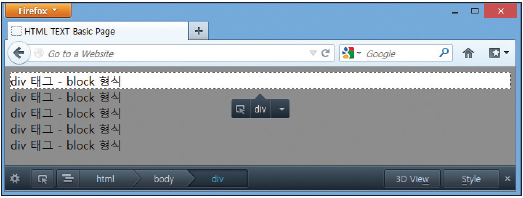 Firefox
HTML TEXT Basic Page
Go to a Website
Google
div 태그 - block 형식
div 태그 - block 형식
div 태그 - block 형식
div 태그 - block 형식
div 태그 - block 형식
div
html body div 3D View Style